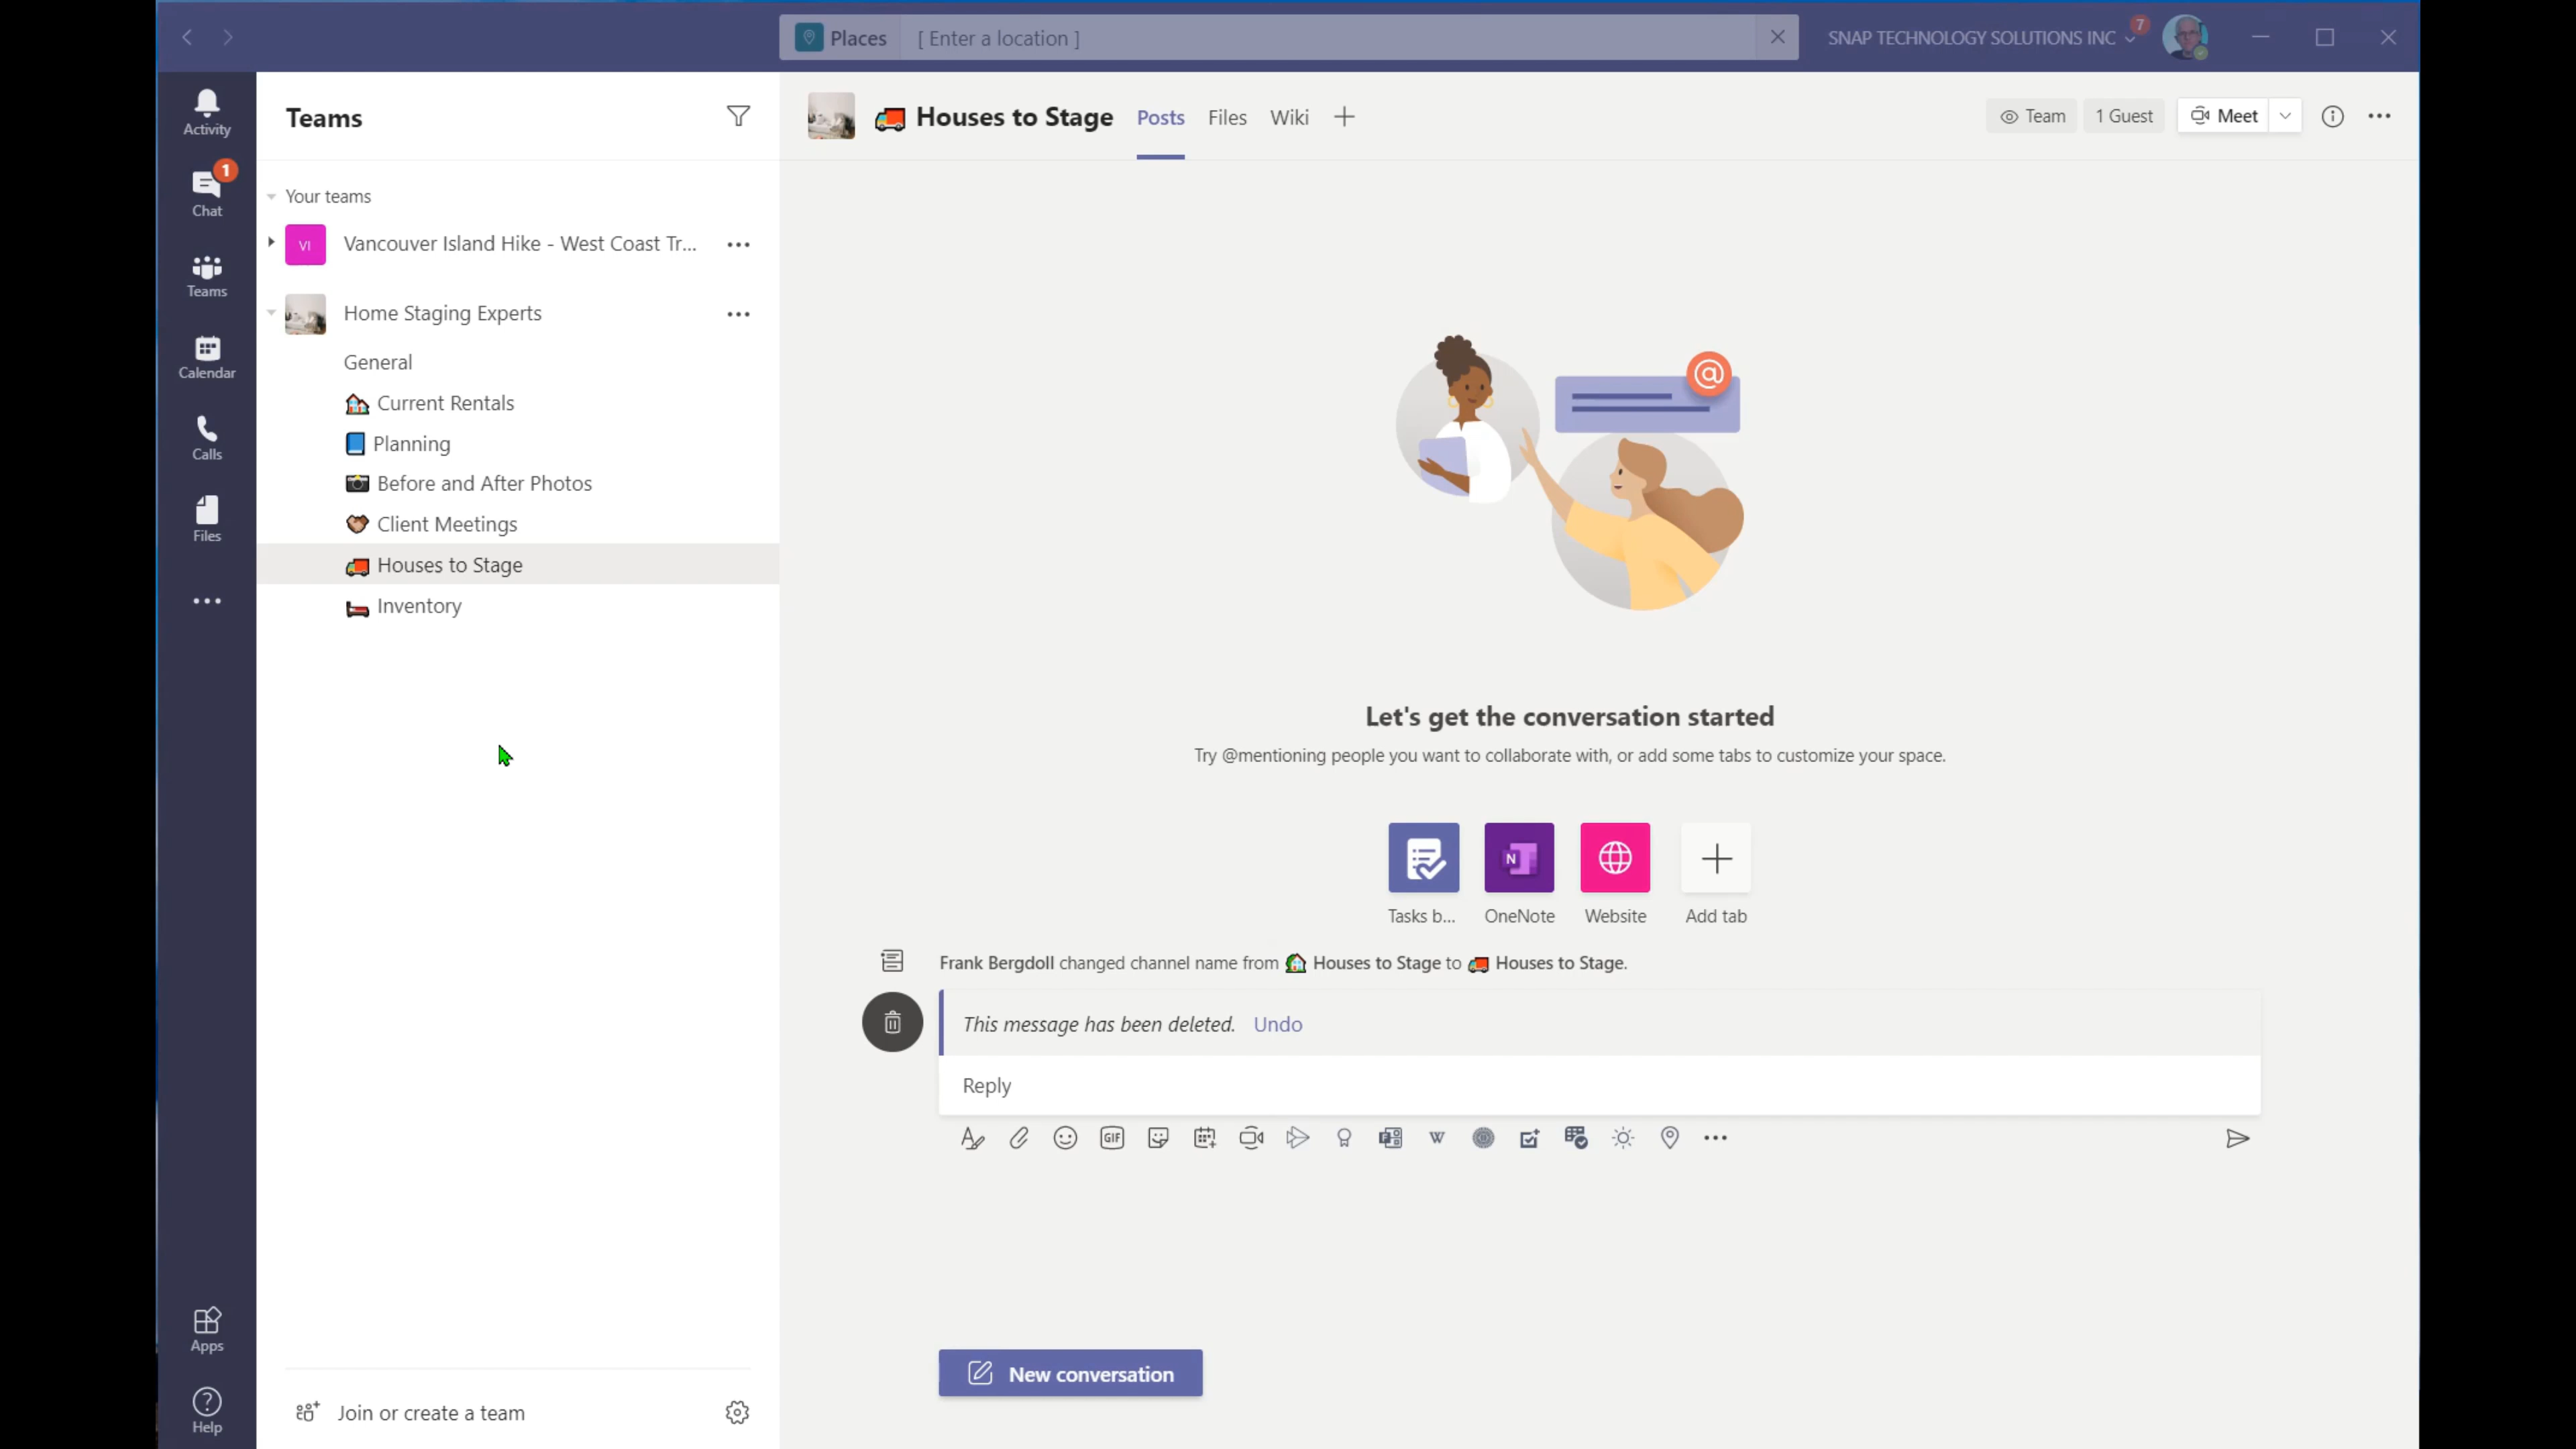 Places [ Enter a location ]
SNAP TECHNOLOGY SOLUTIONS INC 7
Activity
1
Chat
Teams
Calendar
Calls
Files
Apps
Help
Teams
Your teams
VI Vancouver Island Hike - West Coast Tr...
Home Staging Experts
General
Current Rentals
Planning
Before and After Photos
Client Meetings
Houses to Stage
Inventory
Join or create a team
Houses to Stage Posts Files Wiki
Team 1 Guest Meet
@
Let's get the conversation started
Try @mentioning people you want to collaborate with, or add some tabs to customize your space.
N
Tasks b... OneNote Website Add tab
Frank Bergdoll changed channel name from Houses to Stage to Houses to Stage.
This message has been deleted. Undo
Reply
GIF W
New conversation